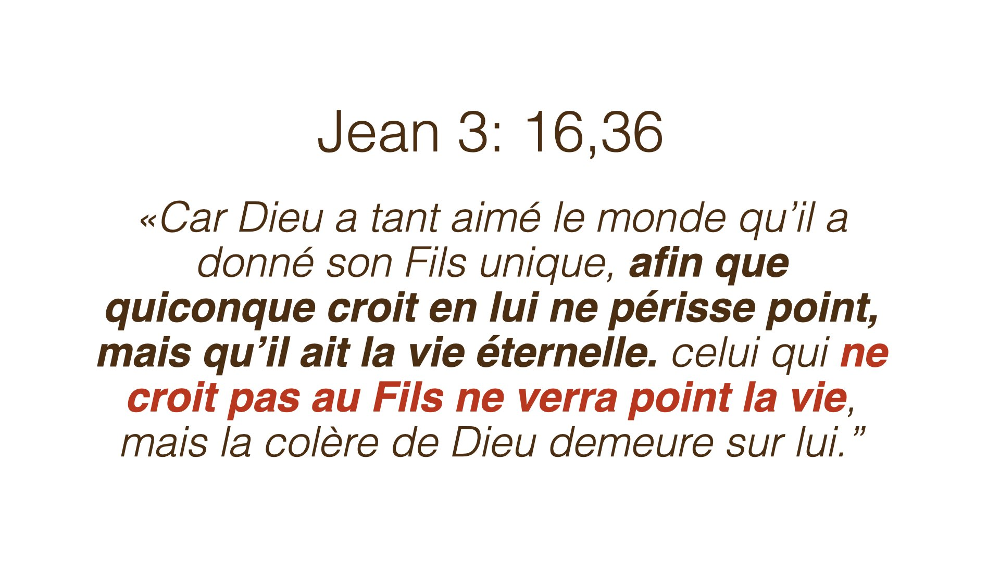 Jean 3: 16,36
«Car Dieu a tant aimé le monde qu’il a
donné son Fils unique, afin que
quiconque croit en lui ne périsse point,
mais qu’il ait la vie éternelle. celui qui ne
croit pas au Fils ne verra point la vie,
mais la colère de Dieu demeure sur lui.”